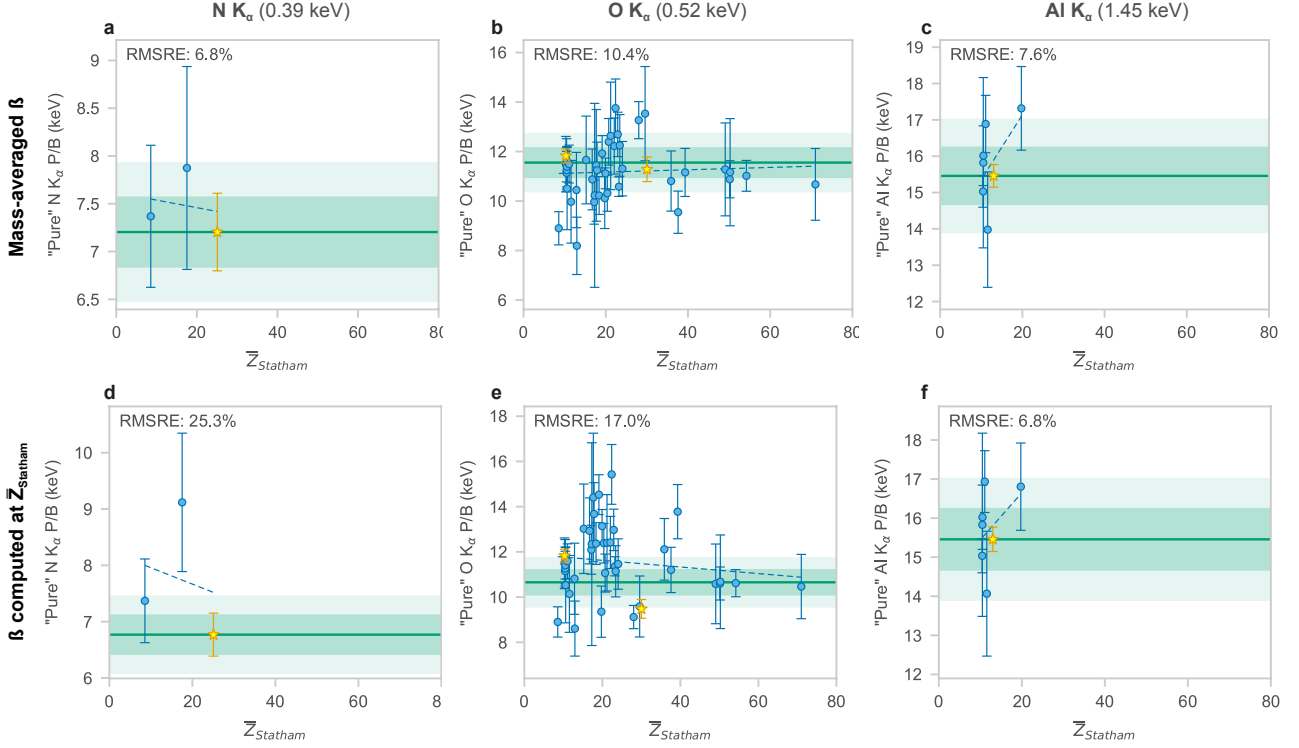 N Kα (0.39 keV)
O Kα (0.52 keV)
Al Kα (1.45 keV)
Mass-averaged ß
a
RMSRE: 6.8%
"Pure" N Kα P/B (keV)
9
8.5
8
7.5
7
6.5
0
20
40
60
80
Z̅Statham
b
RMSRE: 10.4%
"Pure" O Kα P/B (keV)
16
14
12
10
8
6
0
20
40
60
80
Z̅Statham
c
RMSRE: 7.6%
"Pure" Al Kα P/B (keV)
19
18
17
16
15
14
13
12
0
20
40
60
80
Z̅Statham
ß computed at Z̅Statham
d
RMSRE: 25.3%
"Pure" N Kα P/B (keV)
10
9
8
7
6
0
20
40
60
80
Z̅Statham
e
RMSRE: 17.0%
"Pure" O Kα P/B (keV)
18
16
14
12
10
8
0
20
40
60
80
Z̅Statham
f
RMSRE: 6.8%
"Pure" Al Kα P/B (keV)
18
17
16
15
14
13
12
0
20
40
60
80
Z̅Statham